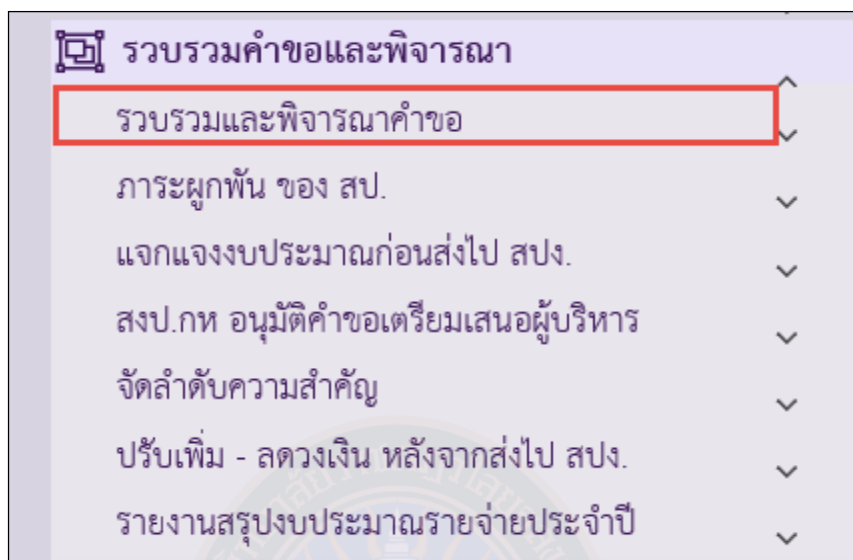 รวบรวมคำขอและพิจารณา
รวบรวมและพิจารณาคำขอ
ภาระผูกพัน ของ สป.
แจกแจงงบประมาณก่อนส่งไป สปง.
สงป.กห อนุมัติคำขอเตรียมเสนอผู้บริหาร
จัดลำดับความสำคัญ
ปรับเพิ่ม - ลดวงเงิน หลังจากส่งไป สปง.
รายงานสรุปงบประมาณรายจ่ายประจำปี